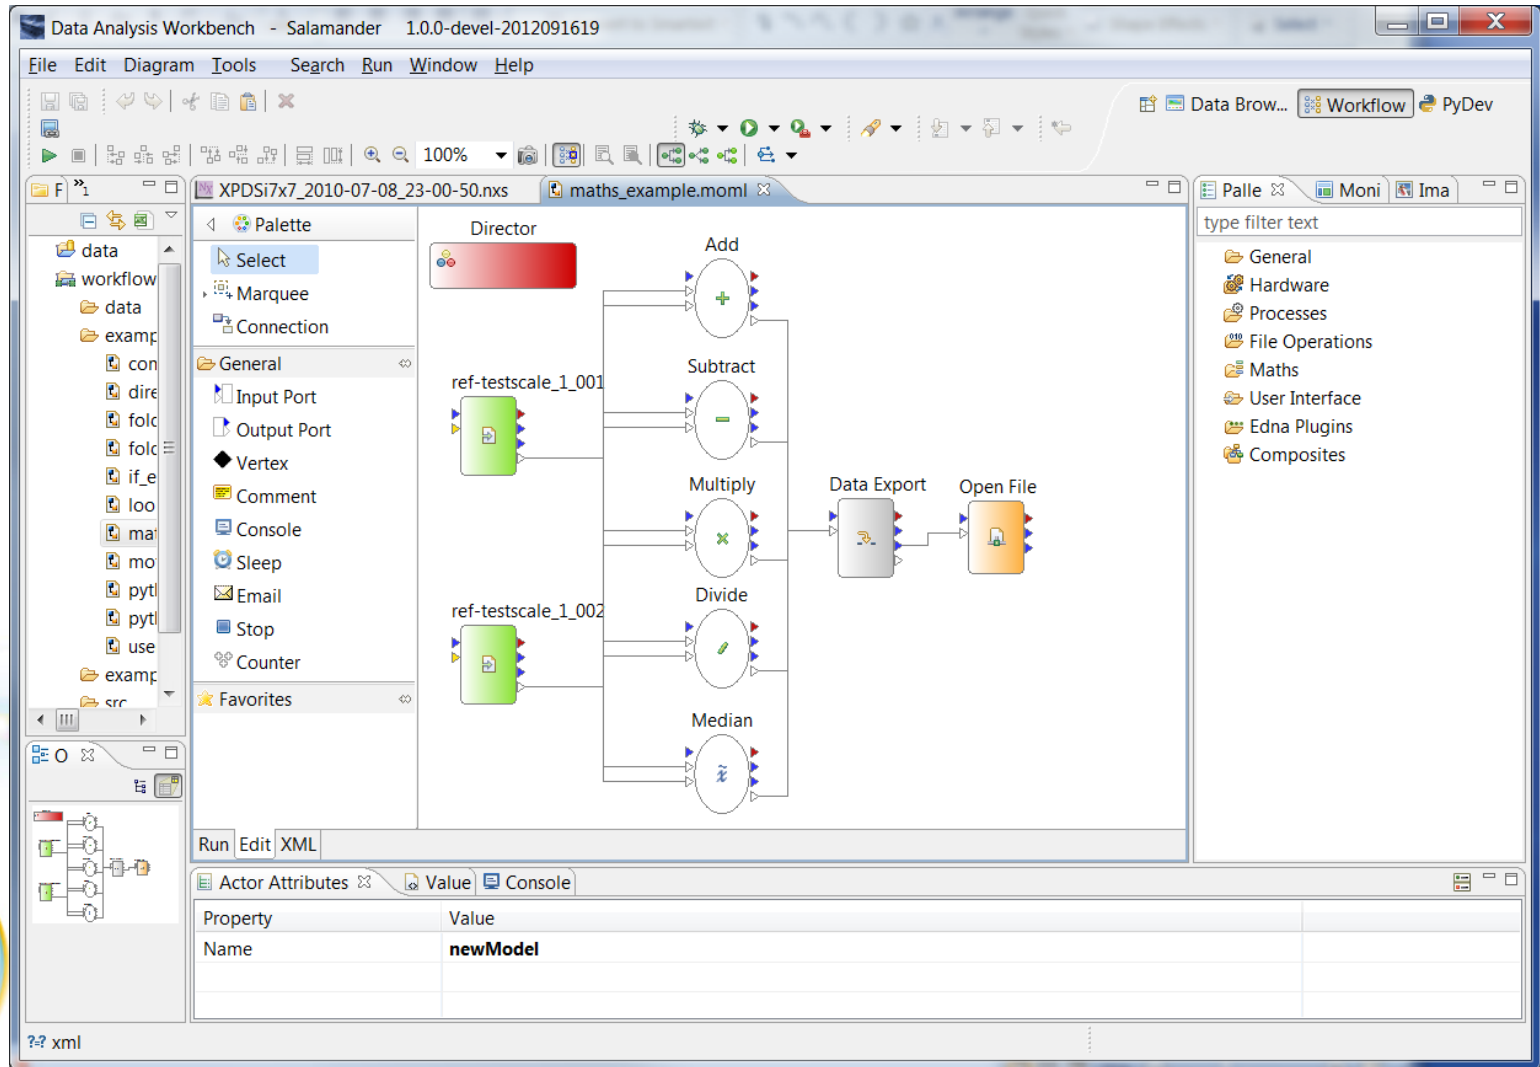 Data Analysis Workbench - Salamander 1.0.0-devel-2012091619
File Edit Diagram Tools Search Run Window Help
Data Brow... Workflow PyDev
100%
F
XPDSi7x7_2010-07-08_23-00-50.nxs
maths_example.moml
Palle
Moni
Ima
type filter text
data
workflow
data
examp
con
dire
folc
folc
if_e
loo
mat
mo
pytl
pytl
use
examp
src
Palette
Select
Marquee
Connection
General
Input Port
Output Port
Vertex
Comment
Console
Sleep
Email
Stop
Counter
Favorites
Director
Add
ref-testscale_1_001
Subtract
Multiply
Data Export
Open File
ref-testscale_1_002
Divide
Median
General
Hardware
Processes
File Operations
Maths
User Interface
Edna Plugins
Composites
O
Run Edit XML
Actor Attributes
Value
Console
Property Value
Name newModel
xml